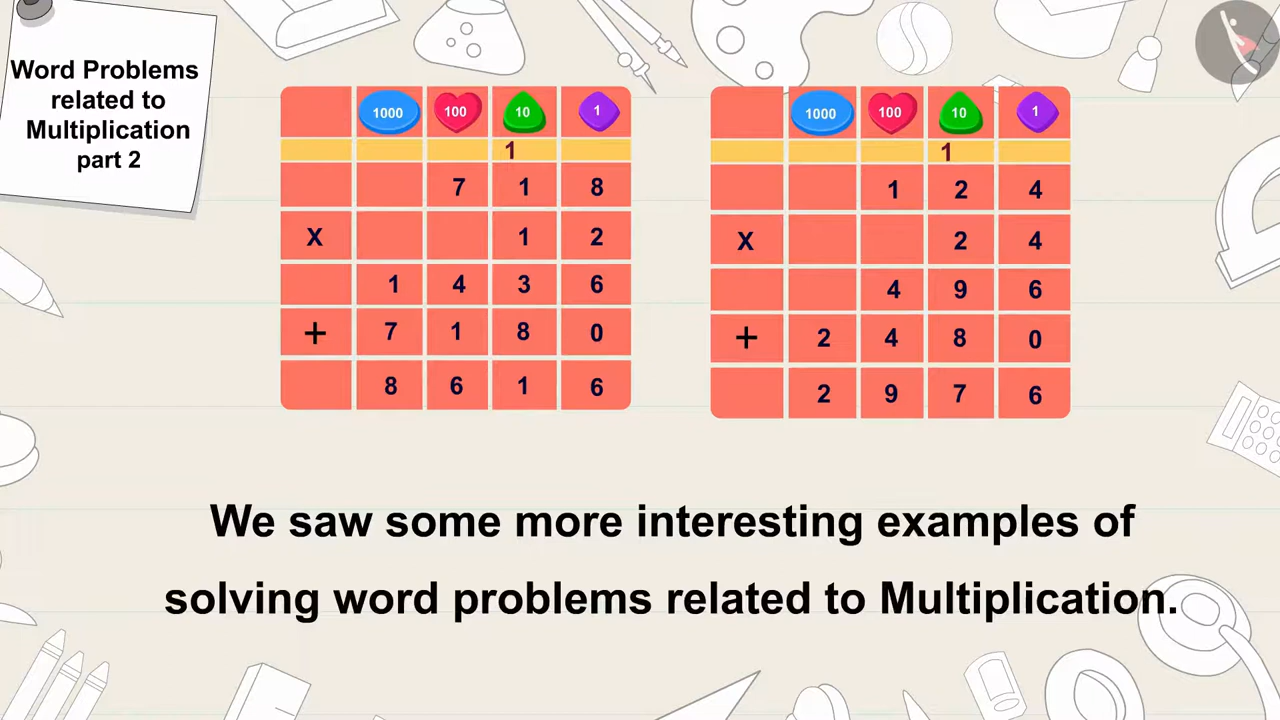 Word Problems
related to
Multiplication
part 2
1000 100 10 1
1
7 1 8
X 1 2
1 4 3 6
+ 7 1 8 0
8 6 1 6
1000 100 10 1
1
1 2 4
X 2 4
4 9 6
+ 2 4 8 0
2 9 7 6
We saw some more interesting examples of
solving word problems related to Multiplication.